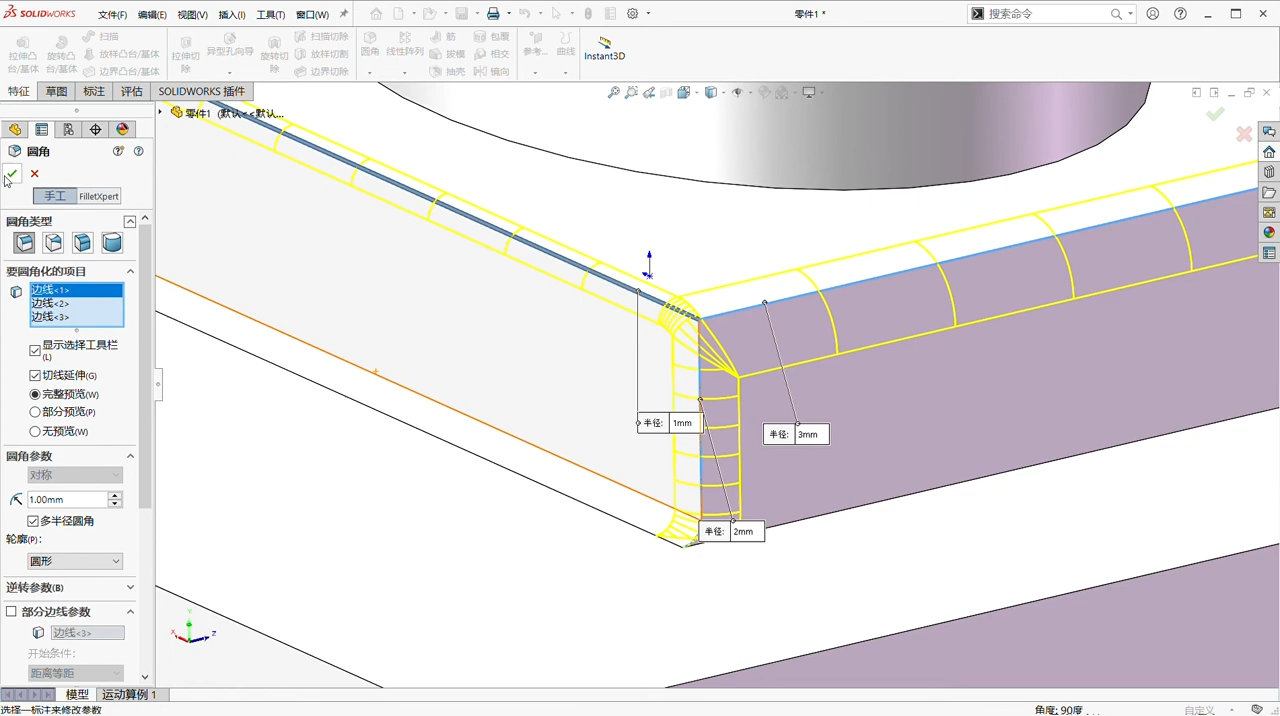 SOLIDWORKS 文件(F) 编辑(E) 视图(V) 插入(I) 工具(T) 窗口(W) 零件1 * 搜索命令
拉伸凸台/基体 旋转凸台/基体 扫描 放样凸台/基体 边界凸台/基体 拉伸切除 异型孔向导 旋转切除 扫描切除 放样切割 边界切除 圆角 线性阵列 筋 拔模 抽壳 包覆 相交 镜向 参考... 曲线 Instant3D
特征 草图 标注 评估 SOLIDWORKS 插件
零件1 (默认<<默认...
圆角
手工 FilletXpert
圆角类型
要圆角化的项目
边线<1>
边线<2>
边线<3>
显示选择工具栏
(L)
切线延伸(G)
完整预览(W)
部分预览(P)
无预览(W)
圆角参数
对称
1.00mm
多半径圆角
轮廓(P):
圆形
逆转参数(B)
部分边线参数
边线<3>
开始条件:
距离等距
半径: 1mm
半径: 3mm
半径: 2mm
Y
X
Z
模型 运动算例 1
选择一标注来修改参数 角度: 90度 自定义